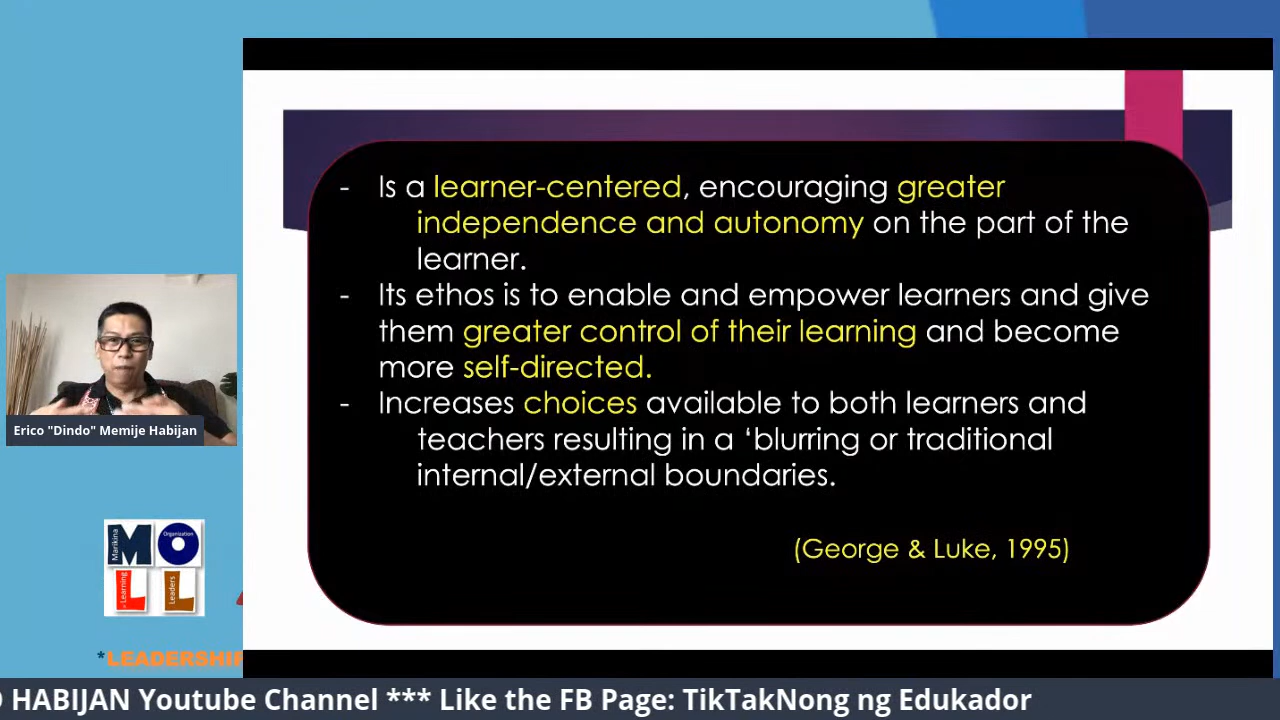 - Is a learner-centered, encouraging greater
independence and autonomy on the part of the
learner.
- Its ethos is to enable and empower learners and give
them greater control of their learning and become
more self-directed.
- Increases choices available to both learners and
teachers resulting in a ‘blurring or traditional
internal/external boundaries.
(George & Luke, 1995)
Erico "Dindo" Memije Habijan
Marikina
Organization
of Learning
Leaders
*LEADERSHIP
HABIJAN Youtube Channel *** Like the FB Page: TikTakNong ng Edukador